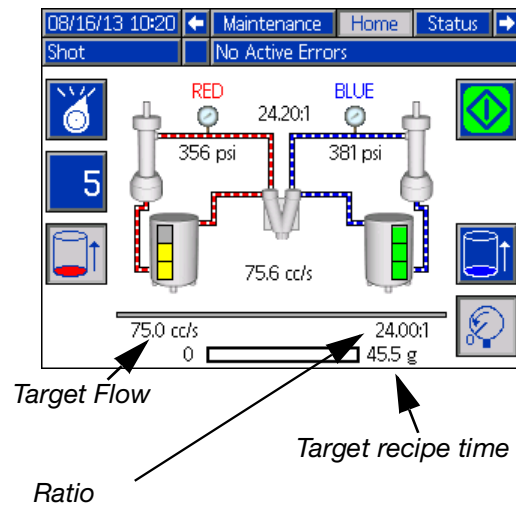 08/16/13 10:20 Maintenance Home Status
Shot No Active Errors
RED BLUE
24.20:1
356 psi 381 psi
5
75.6 cc/s
75.0 cc/s 24.00:1
0 45.5 g
0
Target Flow
Target recipe time
Ratio